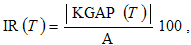 IR (T) = | KGAP (T) | / A 100 ,